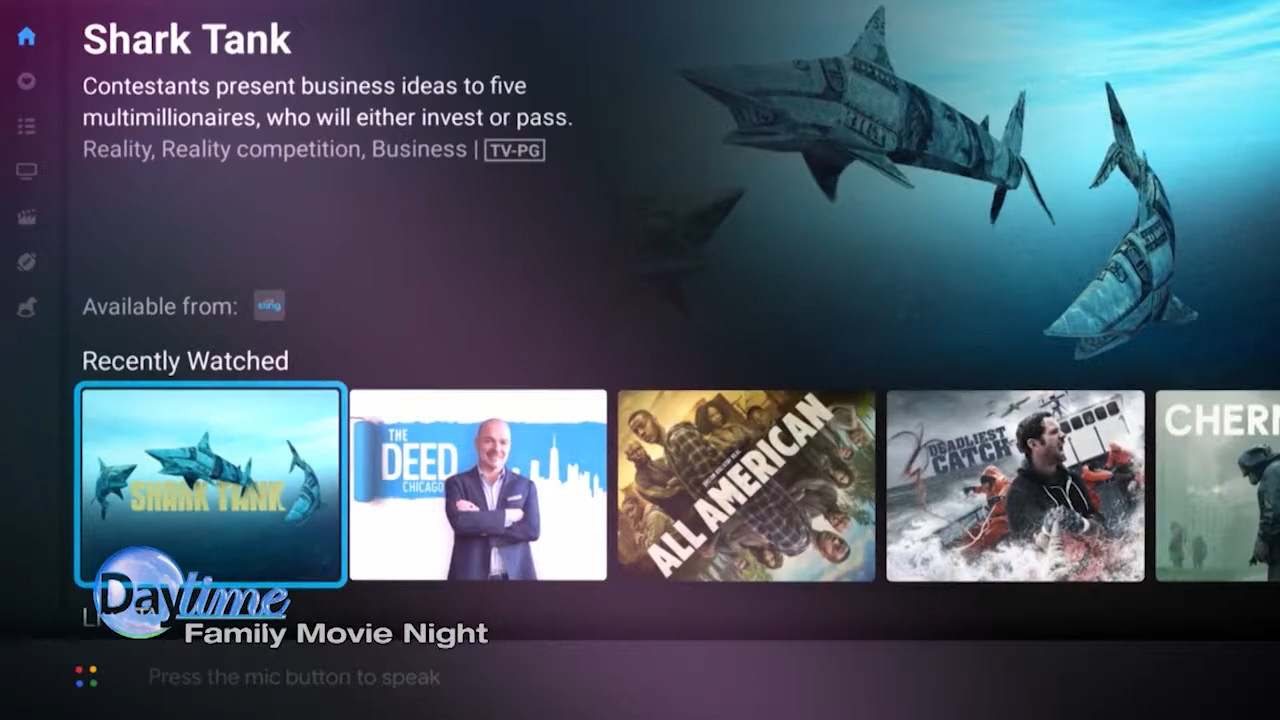 Shark Tank
Contestants present business ideas to five
multimillionaires, who will either invest or pass.
Reality, Reality competition, Business | TV-PG
Available from: sling
Recently Watched
SHARK TANK
THE
DEED
CHICAGO
ALL AMERICAN
DEADLIEST
CATCH
CHER
Daytime
Family Movie Night
Press the mic button to speak